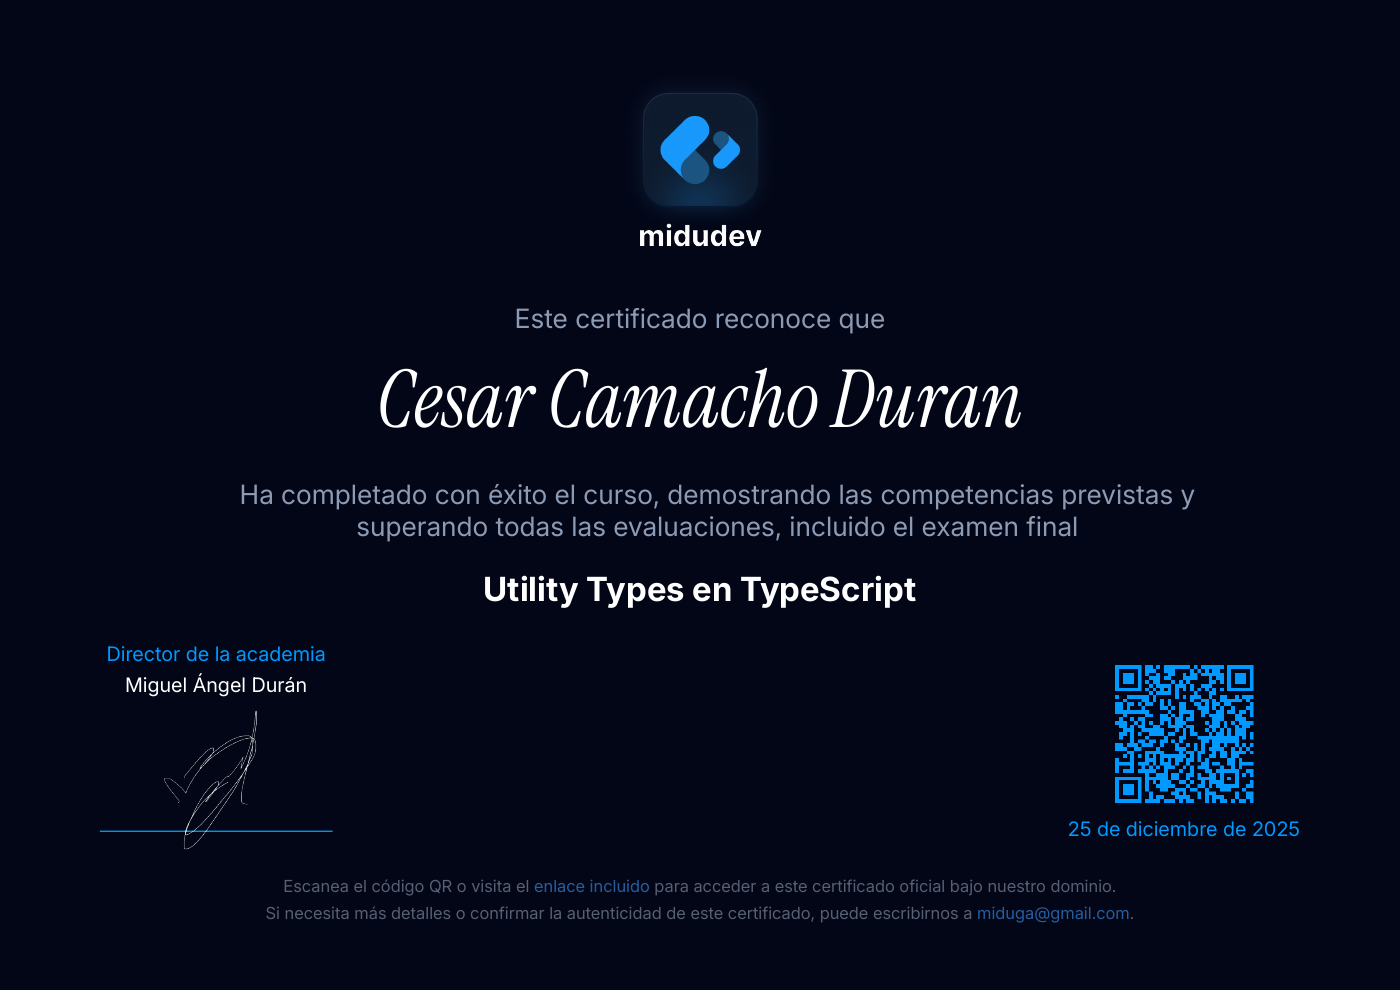 midudev
Este certificado reconoce que
Cesar Camacho Duran
Ha completado con éxito el curso, demostrando las competencias previstas y
superando todas las evaluaciones, incluido el examen final
Utility Types en TypeScript
Director de la academia
Miguel Ángel Durán
25 de diciembre de 2025
Escanea el código QR o visita el enlace incluido para acceder a este certificado oficial bajo nuestro dominio.
Si necesita más detalles o confirmar la autenticidad de este certificado, puede escribirnos a miduga@gmail.com.